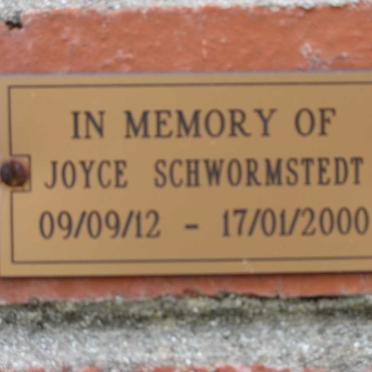 IN MEMORY OF
JOYCE SCHWORMSTEDT
09/09/12 - 17/01/2000